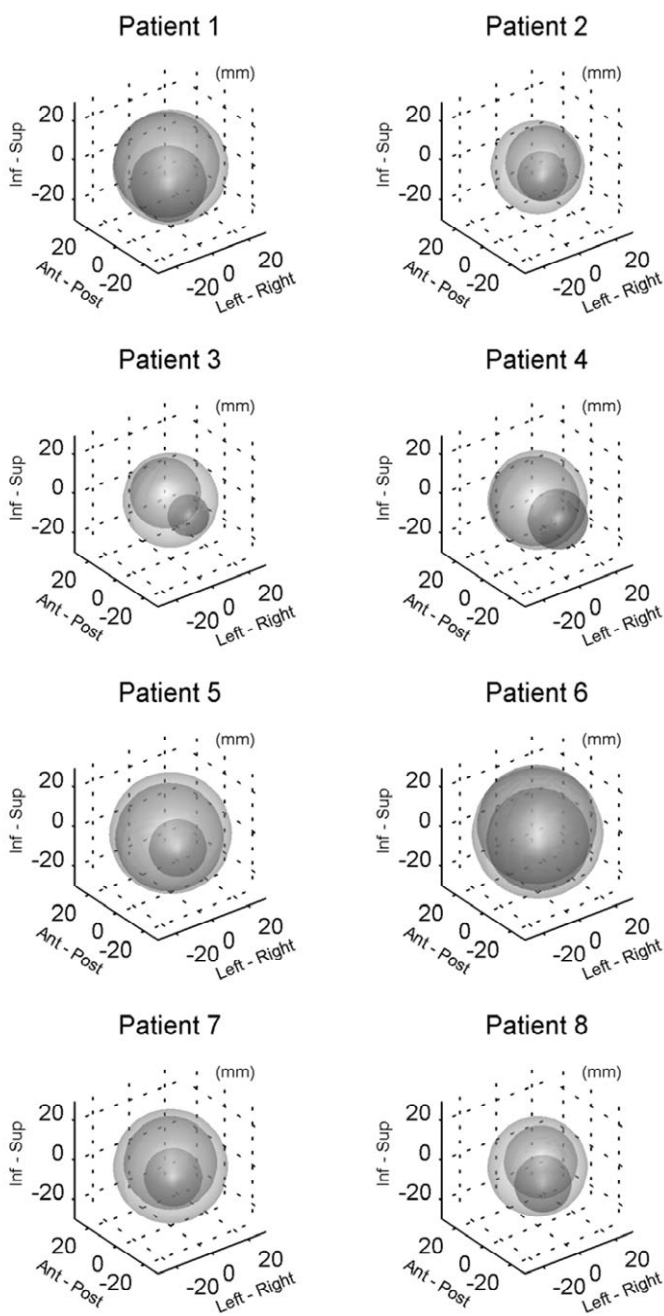 Patient 1
(mm)
20
0
-20
Inf - Sup
20
0
-20
Ant - Post
-20
0
20
Left - Right
Patient 2
(mm)
20
0
-20
Inf - Sup
20
0
-20
Ant - Post
-20
0
20
Left - Right
Patient 3
(mm)
20
0
-20
Inf - Sup
20
0
-20
Ant - Post
-20
0
20
Left - Right
Patient 4
(mm)
20
0
-20
Inf - Sup
20
0
-20
Ant - Post
-20
0
20
Left - Right
Patient 5
(mm)
20
0
-20
Inf - Sup
20
0
-20
Ant - Post
-20
0
20
Left - Right
Patient 6
(mm)
20
0
-20
Inf - Sup
20
0
-20
Ant - Post
-20
0
20
Left - Right
Patient 7
(mm)
20
0
-20
Inf - Sup
20
0
-20
Ant - Post
-20
0
20
Left - Right
Patient 8
(mm)
20
0
-20
Inf - Sup
20
0
-20
Ant - Post
-20
0
20
Left - Right